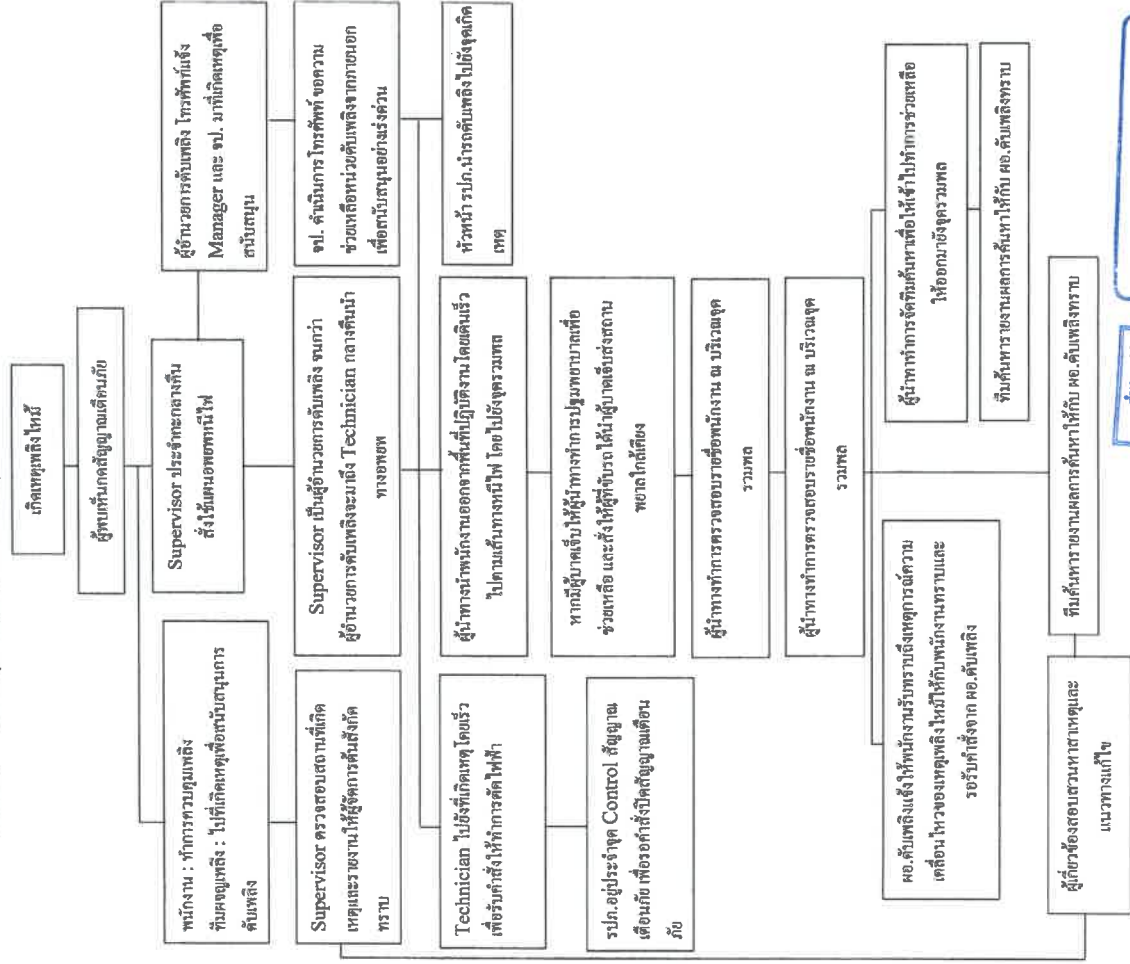 เกิดเหตุเพลิงไหม้
ผู้พบเห็นกดสัญญาณเตือนภัย
พนักงาน : ทำการควบคุมเพลิง
ทีมผจญเพลิง : ไปที่เกิดเหตุเพื่อสนับสนุนการ
ดับเพลิง
Supervisor ประจำกะกลางคืน
สั่งใช้แผนอพยพหนีไฟ
ผู้อำนวยการดับเพลิง โทรศัพท์แจ้ง
Manager และ จป. มาที่เกิดเหตุเพื่อ
สนับสนุน
Supervisor ตรวจสอบสถานที่เกิด
เหตุและรายงานให้ผู้จัดการต้นสังกัด
ทราบ
Supervisor เป็นผู้อำนวยการดับเพลิง จนกว่า
ผู้อำนวยการดับเพลิงจะมาถึง Technician กลางคืนนำ
ทางอพยพ
จป. ดำเนินการโทรศัพท์ ขอความ
ช่วยเหลือหน่วยดับเพลิงจากภายนอก
เพื่อสนับสนุนอย่างเร่งด่วน
Technician ไปยังที่เกิดเหตุโดยเร็ว
เพื่อรับคำสั่งให้ทำการตัดไฟฟ้า
ผู้นำทางนำพนักงานออกจากพื้นที่ปฏิบัติงานโดยเดินเร็ว
ไปตามเส้นทางหนีไฟ โดยไปยังจุดรวมพล
หัวหน้า รปภ.นำรถดับเพลิงไปยังจุดเกิด
เหตุ
รปภ.อยู่ประจำจุด Control สัญญาณ
เตือนภัย เพื่อรอคำสั่งปิดสัญญาณเตือน
ภัย
หากมีผู้บาดเจ็บให้ผู้นำทางทำการปฐมพยาบาลเพื่อ
ช่วยเหลือ และสั่งให้ผู้ที่ขับรถได้นำผู้บาดเจ็บส่งสถาน
พยาบาลใกล้เคียง
ผู้นำทางทำการตรวจสอบรายชื่อพนักงาน ณ บริเวณจุด
รวมพล
ผู้นำทางทำการตรวจสอบรายชื่อพนักงาน ณ บริเวณจุด
รวมพล
ผอ.ดับเพลิงแจ้งให้พนักงานรับทราบถึงเหตุการณ์ความ
เคลื่อนไหวของเหตุเพลิงไหม้ให้กับพนักงานทราบและ
รอรับคำสั่งจาก ผอ.ดับเพลิง
ผู้นำทาทำการจัดทีมค้นหาเพื่อให้เข้าไปทำการช่วยเหลือ
ให้ออกมายังจุดรวมพล
ทีมค้นหารายงานผลการค้นหาให้กับ ผอ.ดับเพลิงทราบ
ทีมค้นหารายงานผลการค้นหาให้กับ ผอ.ดับเพลิงทราบ
ผู้เกี่ยวข้องสอบสวนหาสาเหตุและ
แนวทางแก้ไข